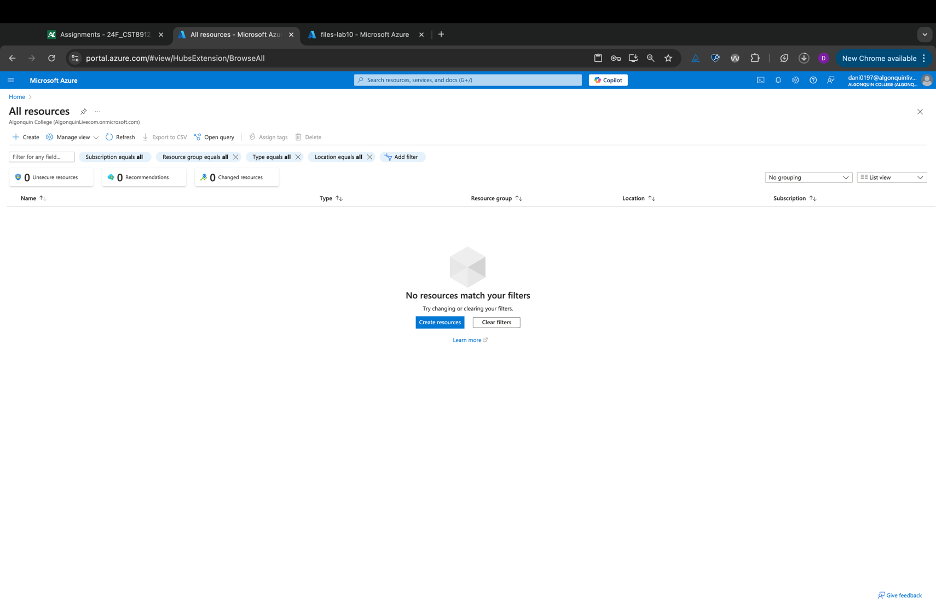 Assignments - 24F_CST8912
All resources - Microsoft Azu
files-lab10 - Microsoft Azure
portal.azure.com/#view/HubsExtension/BrowseAll
D
New Chrome available
Microsoft Azure
Search resources, services, and docs (G+/)
Copilot
dani0197@algonquinliv...
ALGONQUIN COLLEGE (ALGONQ...
Home
All resources
Algonquin College (AlgonquinLivecom.onmicrosoft.com)
Create
Manage view
Refresh
Export to CSV
Open query
Assign tags
Delete
Filter for any field...
Subscription equals all
Resource group equals all
Type equals all
Location equals all
Add filter
0 Unsecure resources
0 Recommendations
0 Changed resources
No grouping
List view
Name
Type
Resource group
Location
Subscription
No resources match your filters
Try changing or clearing your filters.
Create resources
Clear filters
Learn more
Give feedback